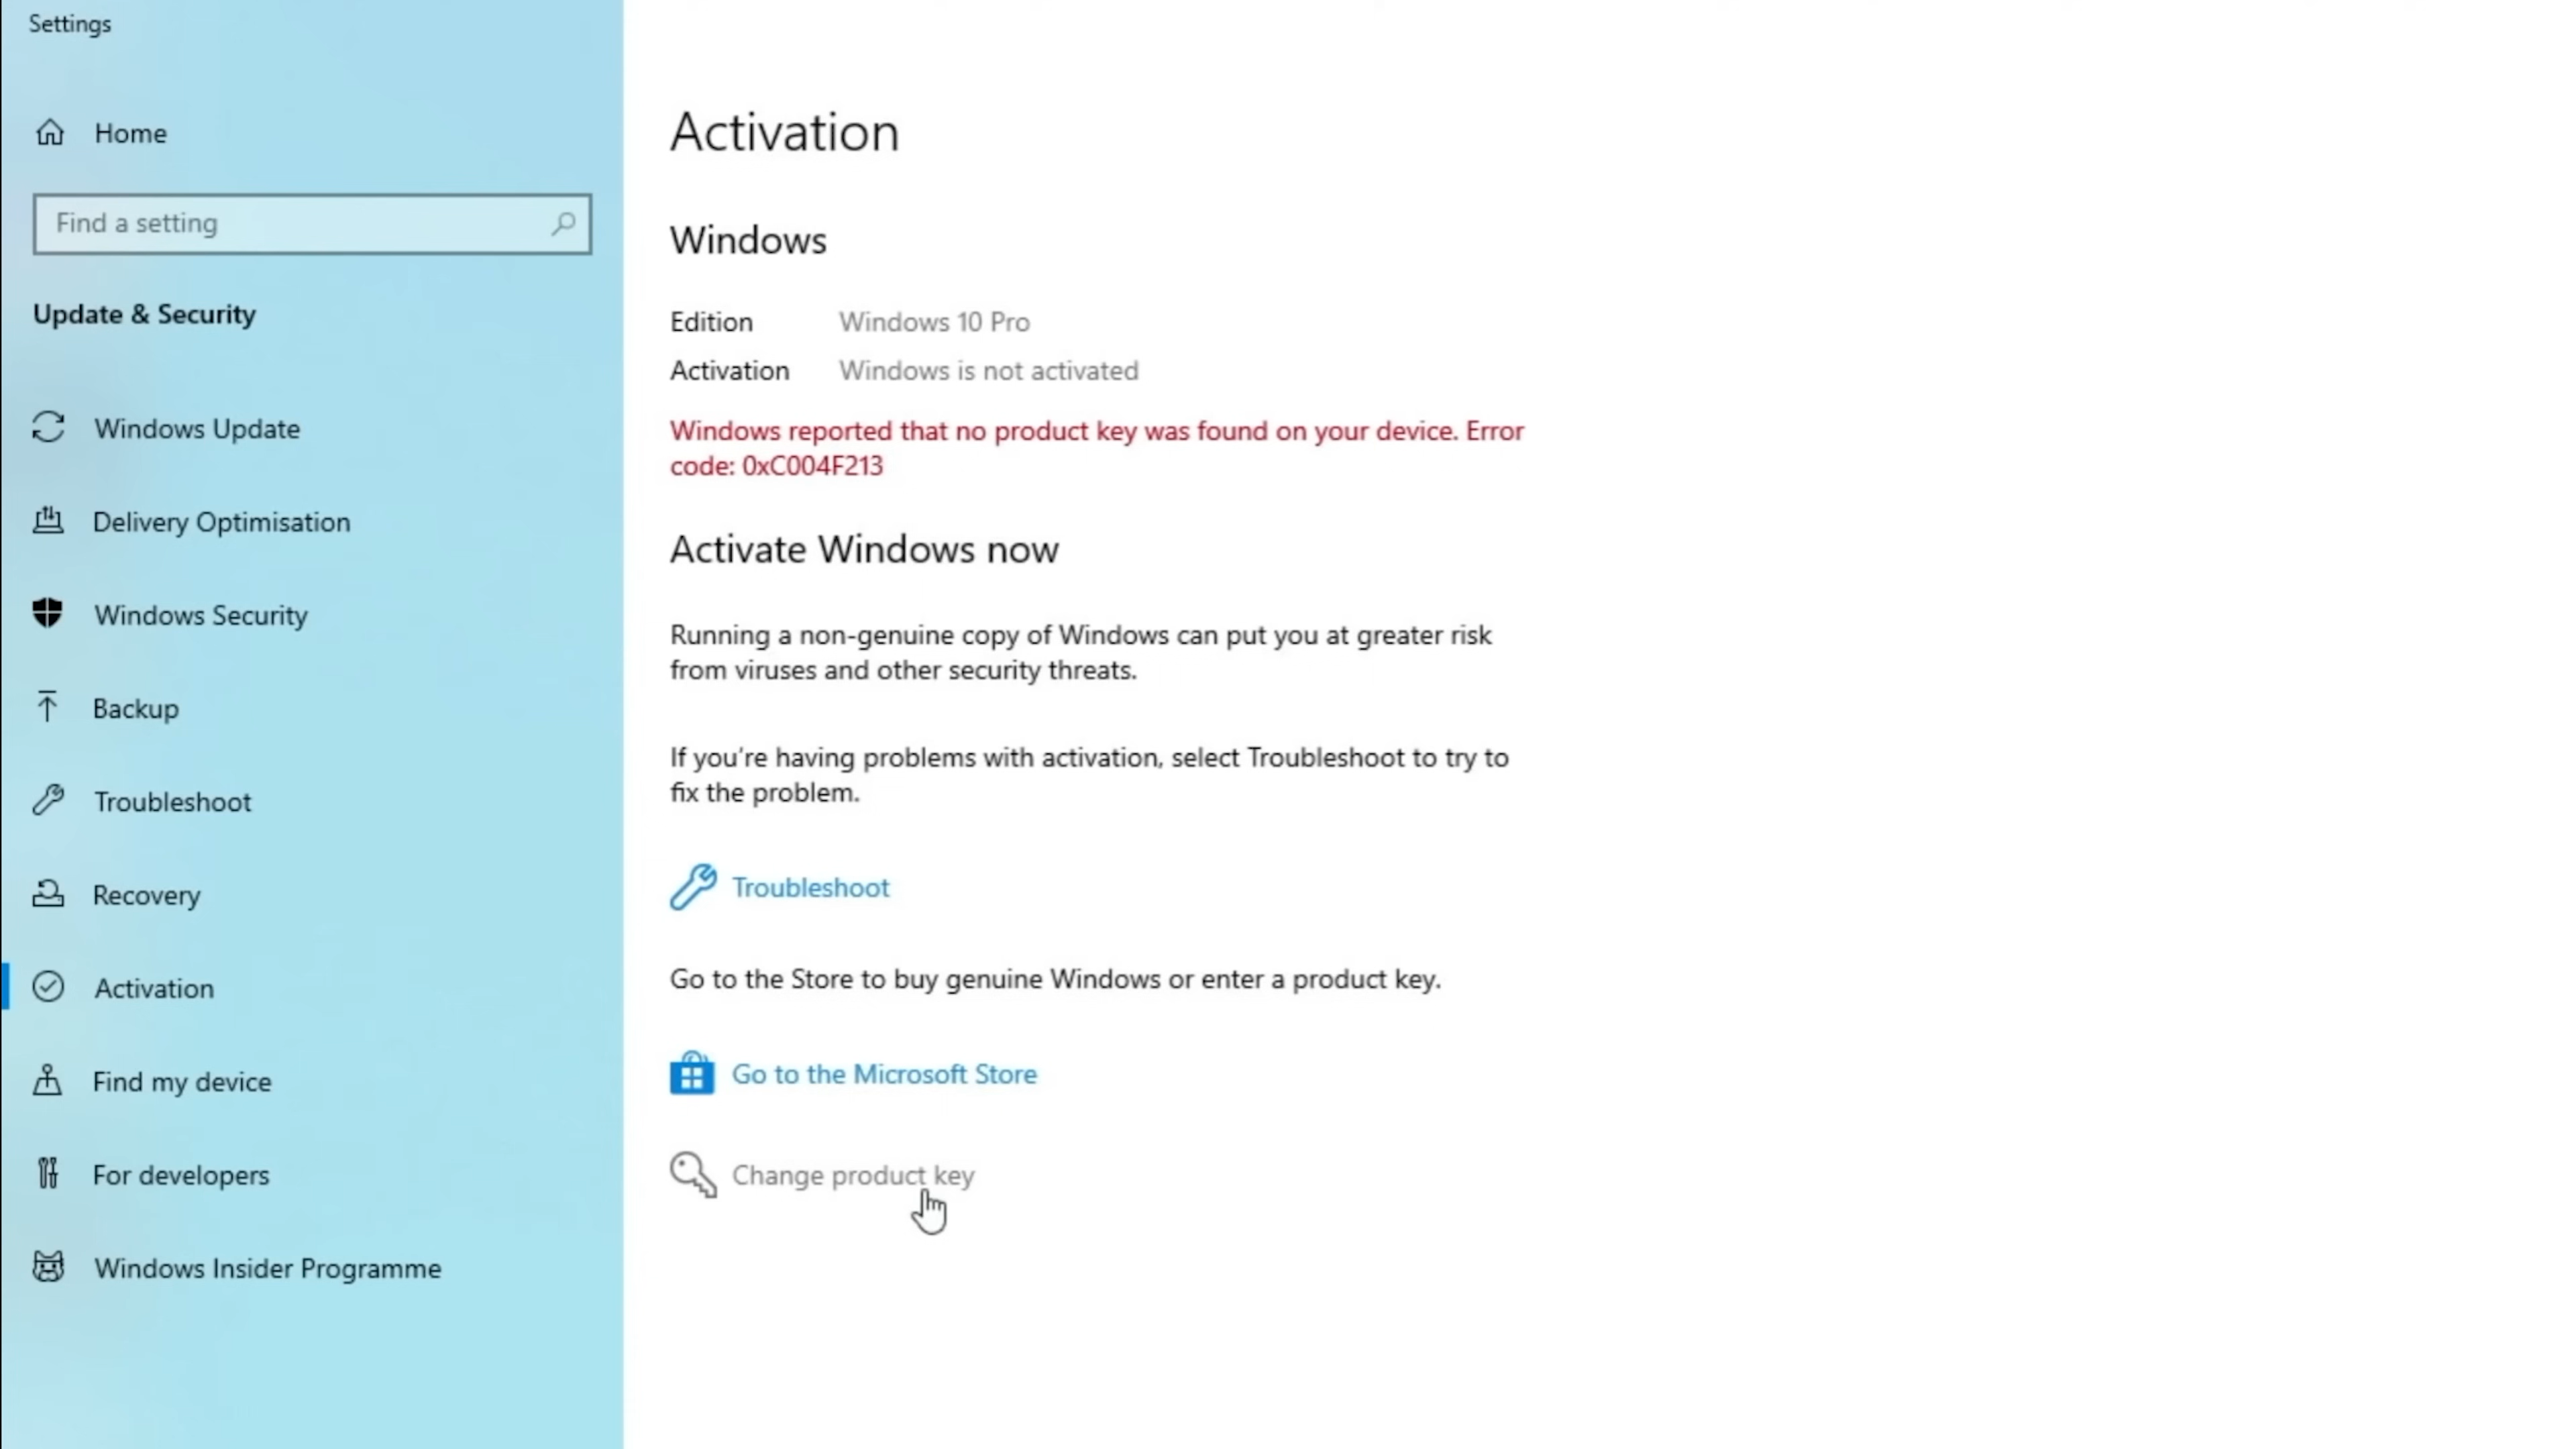 Settings
Home
Find a setting
Update & Security
Windows Update
Delivery Optimisation
Windows Security
Backup
Troubleshoot
Recovery
Activation
Find my device
For developers
Windows Insider Programme
Activation
Windows
Edition Windows 10 Pro
Activation Windows is not activated
Windows reported that no product key was found on your device. Error
code: 0xC004F213
Activate Windows now
Running a non-genuine copy of Windows can put you at greater risk
from viruses and other security threats.
If you're having problems with activation, select Troubleshoot to try to
fix the problem.
Troubleshoot
Go to the Store to buy genuine Windows or enter a product key.
Go to the Microsoft Store
Change product key